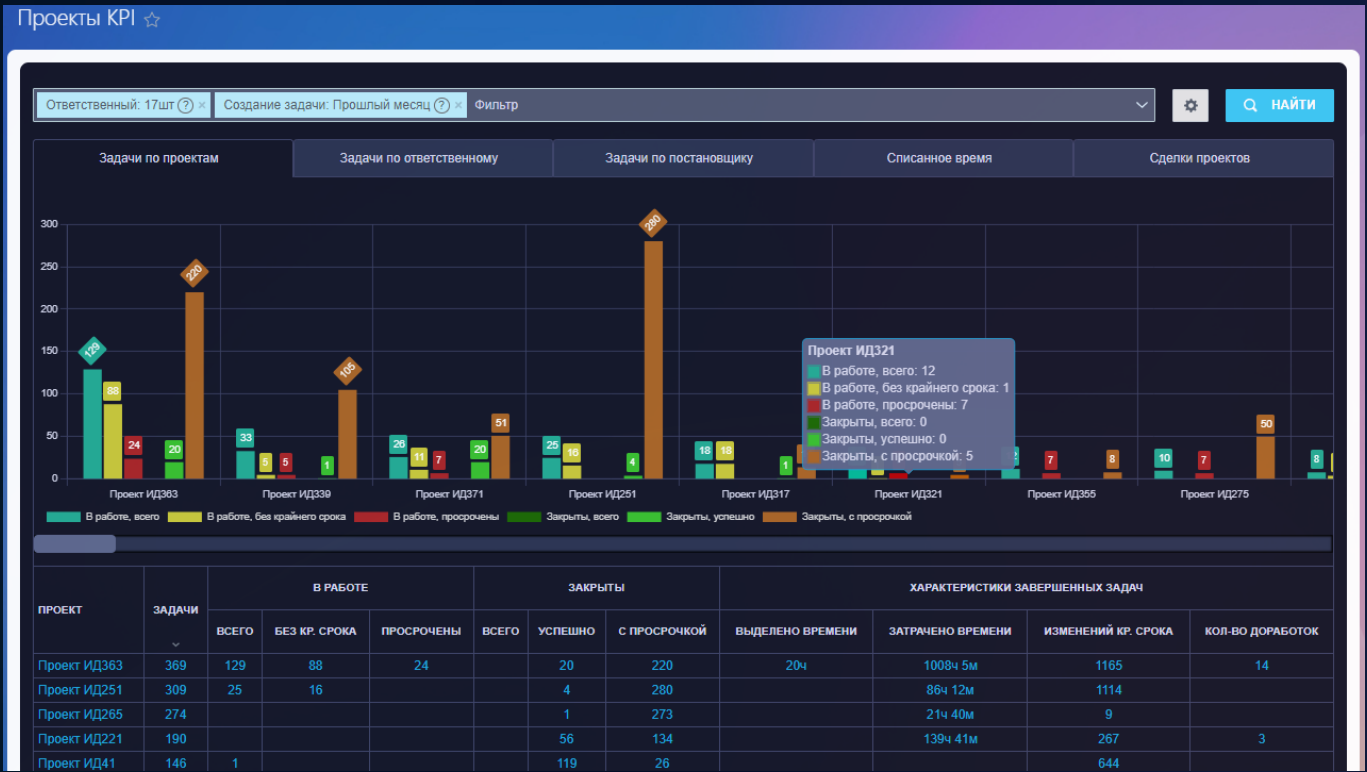 Проекты KPI
Ответственный: 17шт ? × Создание задачи: Прошлый месяц ? × Фильтр
НАЙТИ
Задачи по проектам Задачи по ответственному Задачи по постановщику Списанное время Сделки проектов
300
250
200
150
100
50
0
129 88 24 20 220
33 5 5 1 105
26 11 7 20 51
25 16 4 280
18 18 1
7 8
10 7 50
8
Проект ИД321
В работе, всего: 12
В работе, без крайнего срока: 1
В работе, просрочены: 7
Закрыты, всего: 0
Закрыты, успешно: 0
Закрыты, с просрочкой: 5
Проект ИД363 Проект ИД339 Проект ИД371 Проект ИД251 Проект ИД317 Проект ИД321 Проект ИД355 Проект ИД275
В работе, всего В работе, без крайнего срока В работе, просрочены Закрыты, всего Закрыты, успешно Закрыты, с просрочкой
ПРОЕКТ ЗАДАЧИ В РАБОТЕ ЗАКРЫТЫ ХАРАКТЕРИСТИКИ ЗАВЕРШЕННЫХ ЗАДАЧ
ВСЕГО БЕЗ КР. СРОКА ПРОСРОЧЕНЫ ВСЕГО УСПЕШНО С ПРОСРОЧКОЙ ВЫДЕЛЕНО ВРЕМЕНИ ЗАТРАЧЕНО ВРЕМЕНИ ИЗМЕНЕНИЙ КР. СРОКА КОЛ-ВО ДОРАБОТОК
Проект ИД363 369 129 88 24 20 220 20ч 1008ч 5м 1165 14
Проект ИД251 309 25 16 4 280 86ч 12м 1114
Проект ИД265 274 1 273 21ч 40м 9
Проект ИД221 190 56 134 139ч 41м 267 3
Проект ИД41 146 1 119 26 644